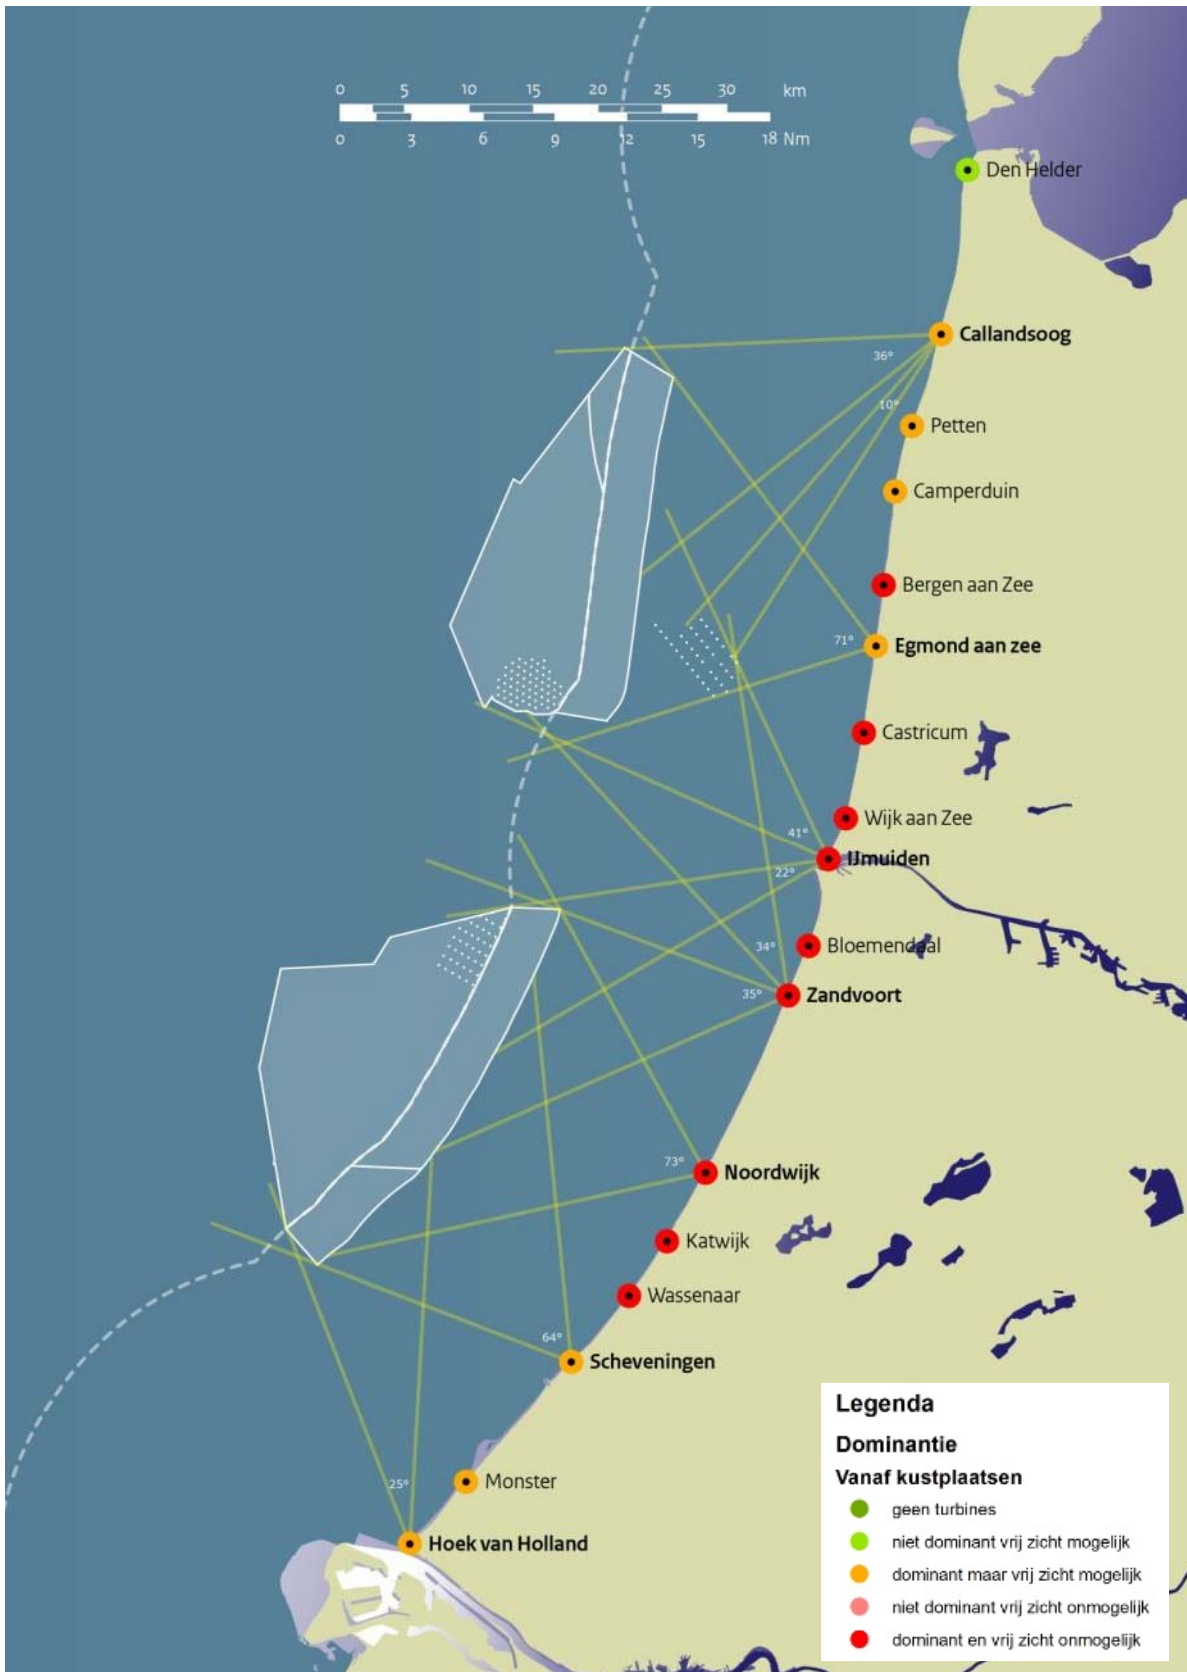 0 5 10 15 20 25 30 km
0 3 6 9 12 15 18 Nm
Den Helder
Callandsoog
36°
10°
Petten
Camperduin
Bergen aan Zee
71°
Egmond aan zee
Castricum
Wijk aan Zee
41°
IJmuiden
22°
34°
Bloemendaal
35°
Zandvoort
73°
Noordwijk
Katwijk
Wassenaar
64°
Scheveningen
25°
Monster
Hoek van Holland
Legenda
Dominantie
Vanaf kustplaatsen
geen turbines
niet dominant vrij zicht mogelijk
dominant maar vrij zicht mogelijk
niet dominant vrij zicht onmogelijk
dominant en vrij zicht onmogelijk